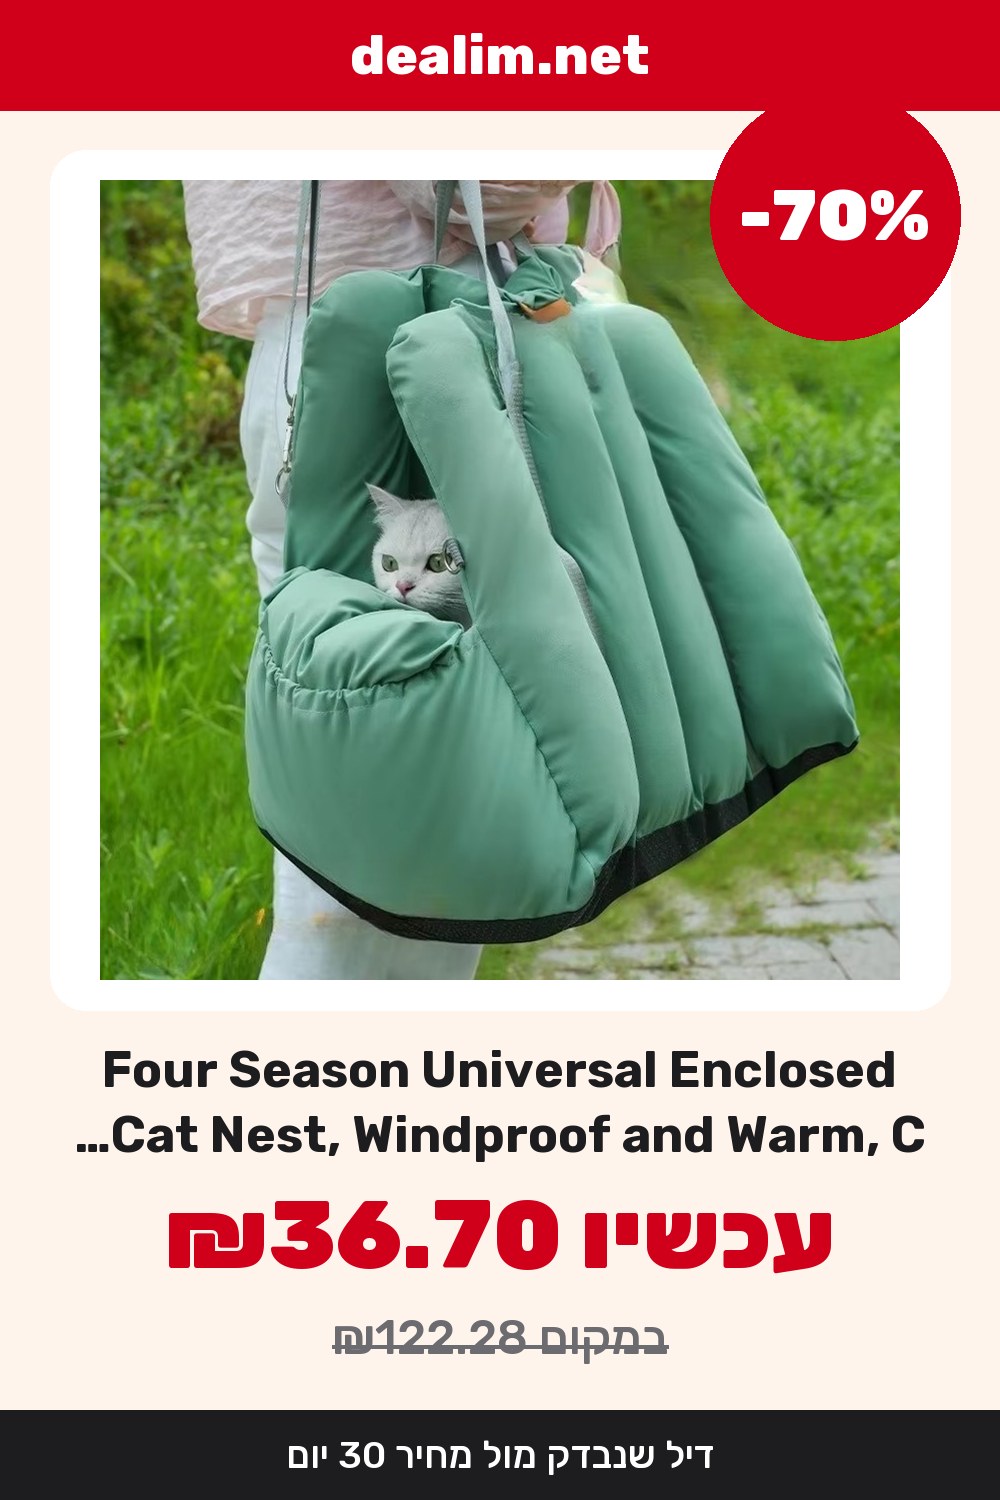 dealim.net
-70%
Four Season Universal Enclosed
Cat Nest, Windproof and Warm, C...
עכשיו ₪36.70
במקום ₪122.28
דיל שנבדק מול מחיר 30 יום